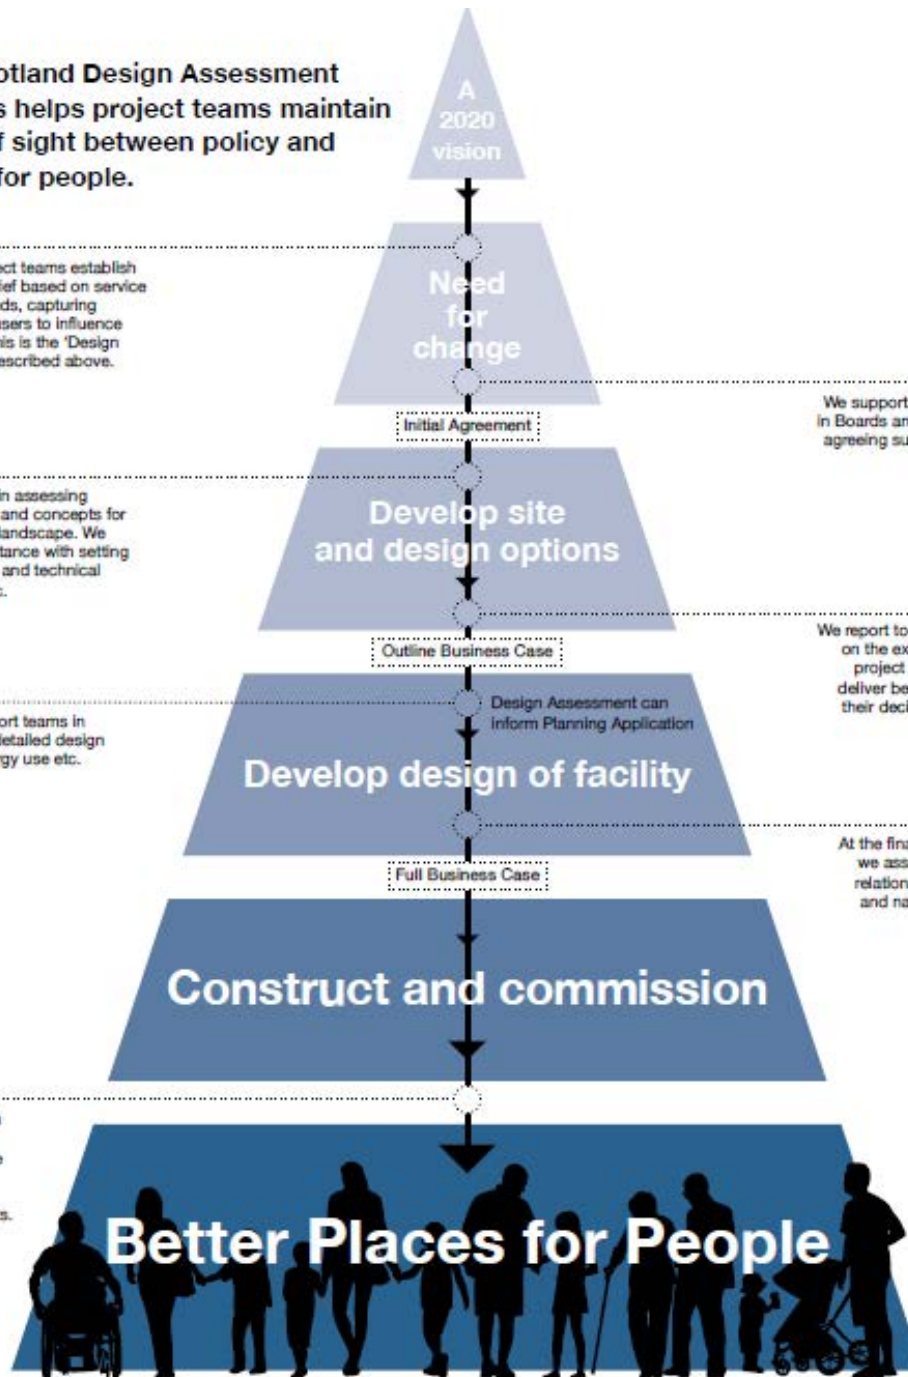 otland Design Assessment
s helps project teams maintain
f sight between policy and
for people.
A
2020
vision
ect teams establish
ief based on service
ds, capturing
users to influence
his is the 'Design
escribed above.
Need
for
change
We support
in Boards an
agreeing su
Initial Agreement
in assessing
and concepts for
landscape. We
tance with setting
and technical
c.
Develop site
and design options
We report to
on the ex
project
deliver be
their deci
Outline Business Case
ort teams in
detailed design
rgy use etc.
Design Assessment can
inform Planning Application
Develop design of facility
At the fina
we ass
relation
and na
Full Business Case
Construct and commission
s.
Better Places for People